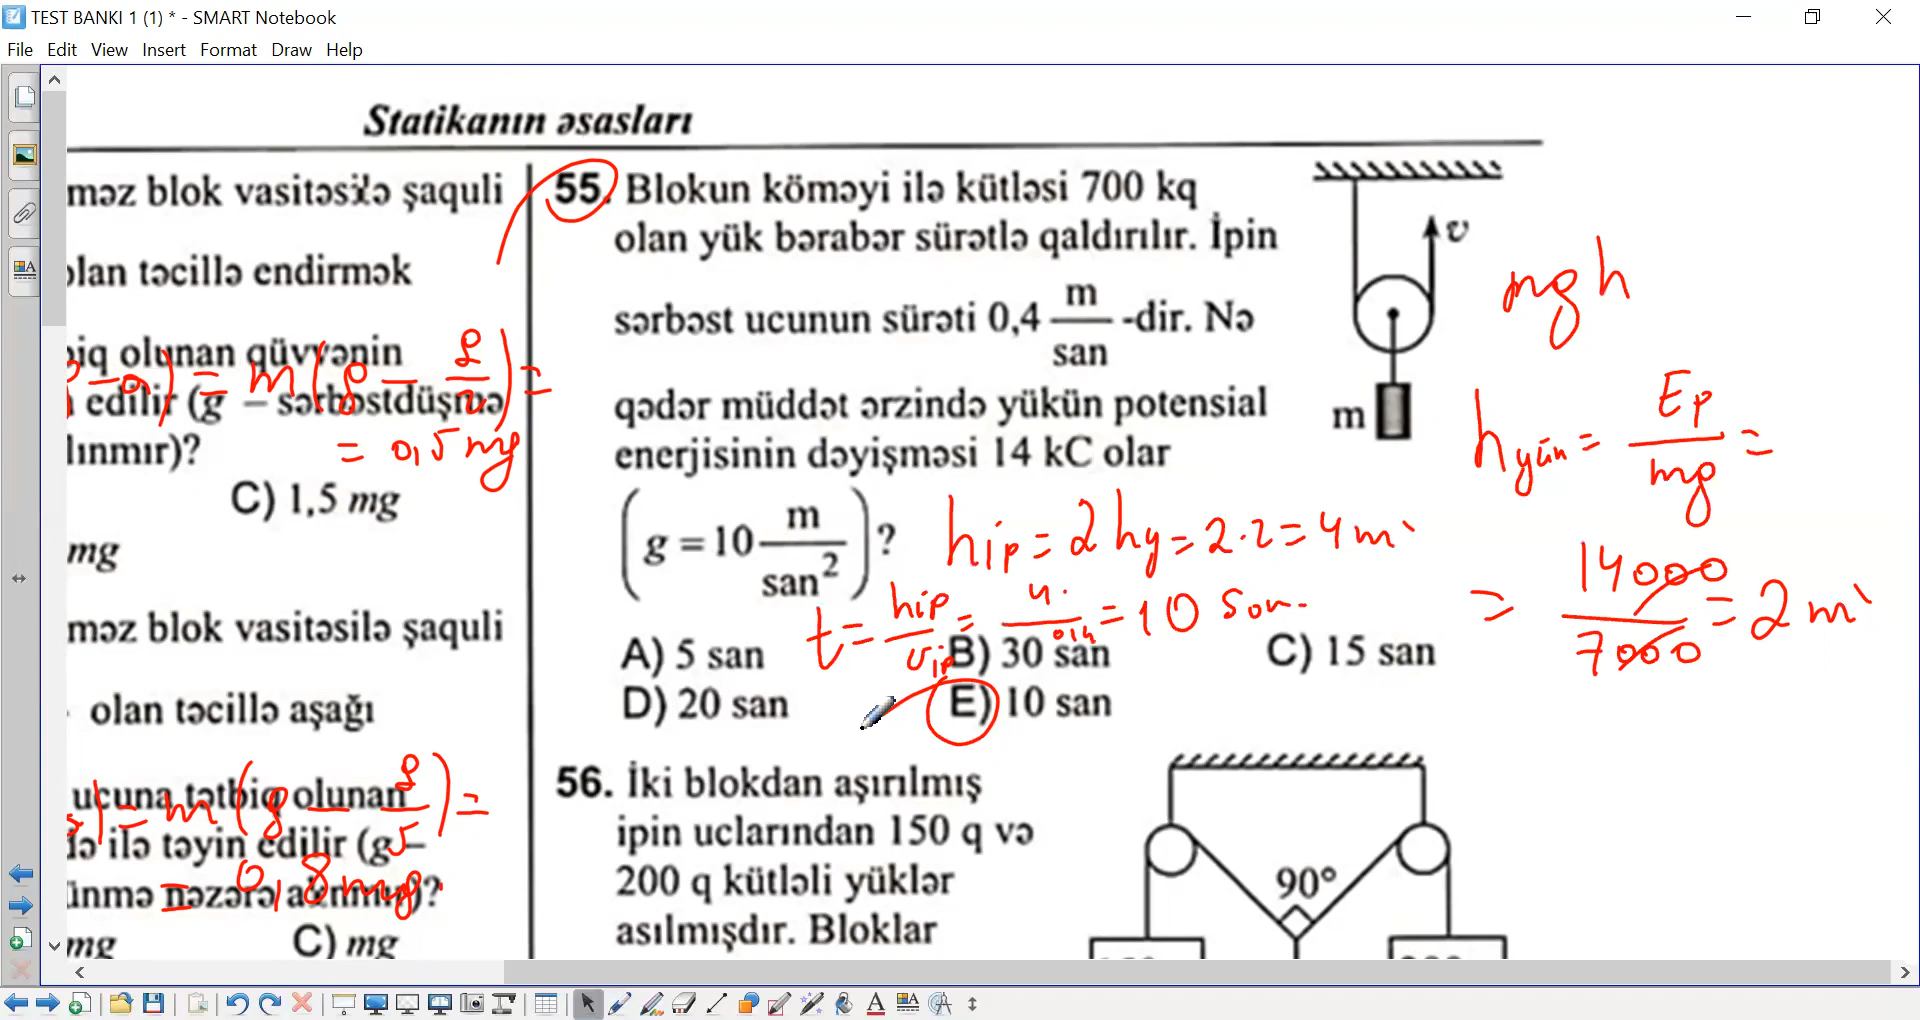 TEST BANKI 1 (1) * - SMART Notebook
File Edit View Insert Format Draw Help
Statikanın əsasları
məz blok vasitəsilə şaquli
olan təcillə endirmək
olunan qüvvənin
) = m(g - g/2) =
edilir (g – sərbəstdüşmə
= 0,5 mg
lınmır)?
C) 1,5 mg
mg
məz blok vasitəsilə şaquli
olan təcillə aşağı
ucuna tətbiq olunan
) = m(g - g/5) =
ilə təyin edilir (g –
= 0,8 mg.
nəzərə alınmır)?
mg
C) mg
55. Blokun köməyi ilə kütləsi 700 kq
olan yük bərabər sürətlə qaldırılır. İpin
sərbəst ucunun sürəti 0,4 m/san -dir. Nə
qədər müddət ərzində yükün potensial
enerjisinin dəyişməsi 14 kC olar
(g = 10 m/san²)?
hip = 2hy = 2·2 = 4 m
t = hip/υip = 4/0,4 = 10 san.
A) 5 san B) 30 san C) 15 san
D) 20 san E) 10 san
υ
m
mgh
hyük = Ep/mg =
= 14000/7000 = 2 m
56. İki blokdan aşırılmış
ipin uclarından 150 q və
200 q kütləli yüklər
asılmışdır. Bloklar
90°